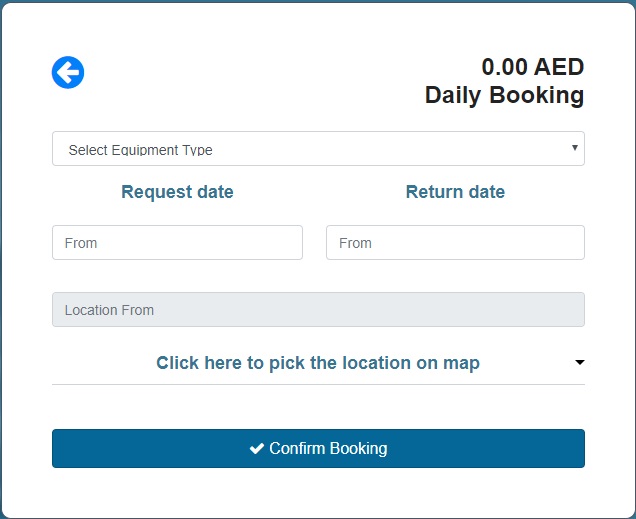 0.00 AED
Daily Booking
Select Equipment Type
Request date Return date
From From
Location From
Click here to pick the location on map
Confirm Booking